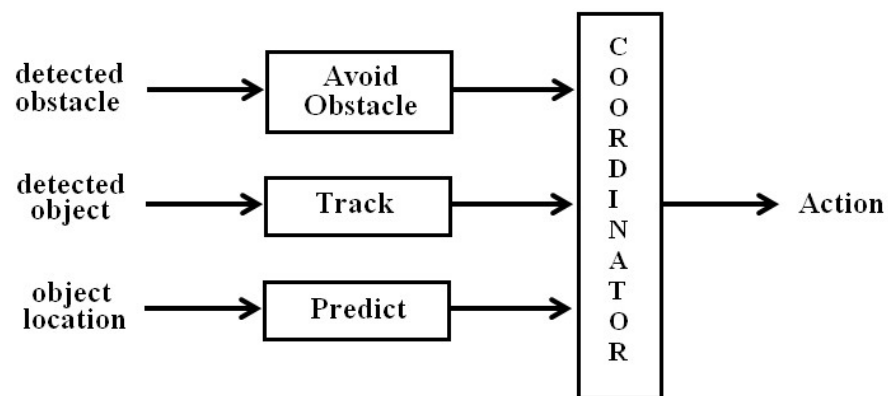 detected
obstacle
Avoid
Obstacle
detected
object
Track
object
location
Predict
C
O
O
R
D
I
N
A
T
O
R
Action